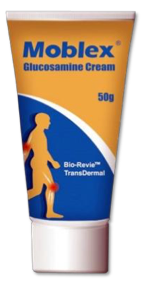 Moblex®
Glucosamine Cream
50g
Bio-Revie™
TransDermal